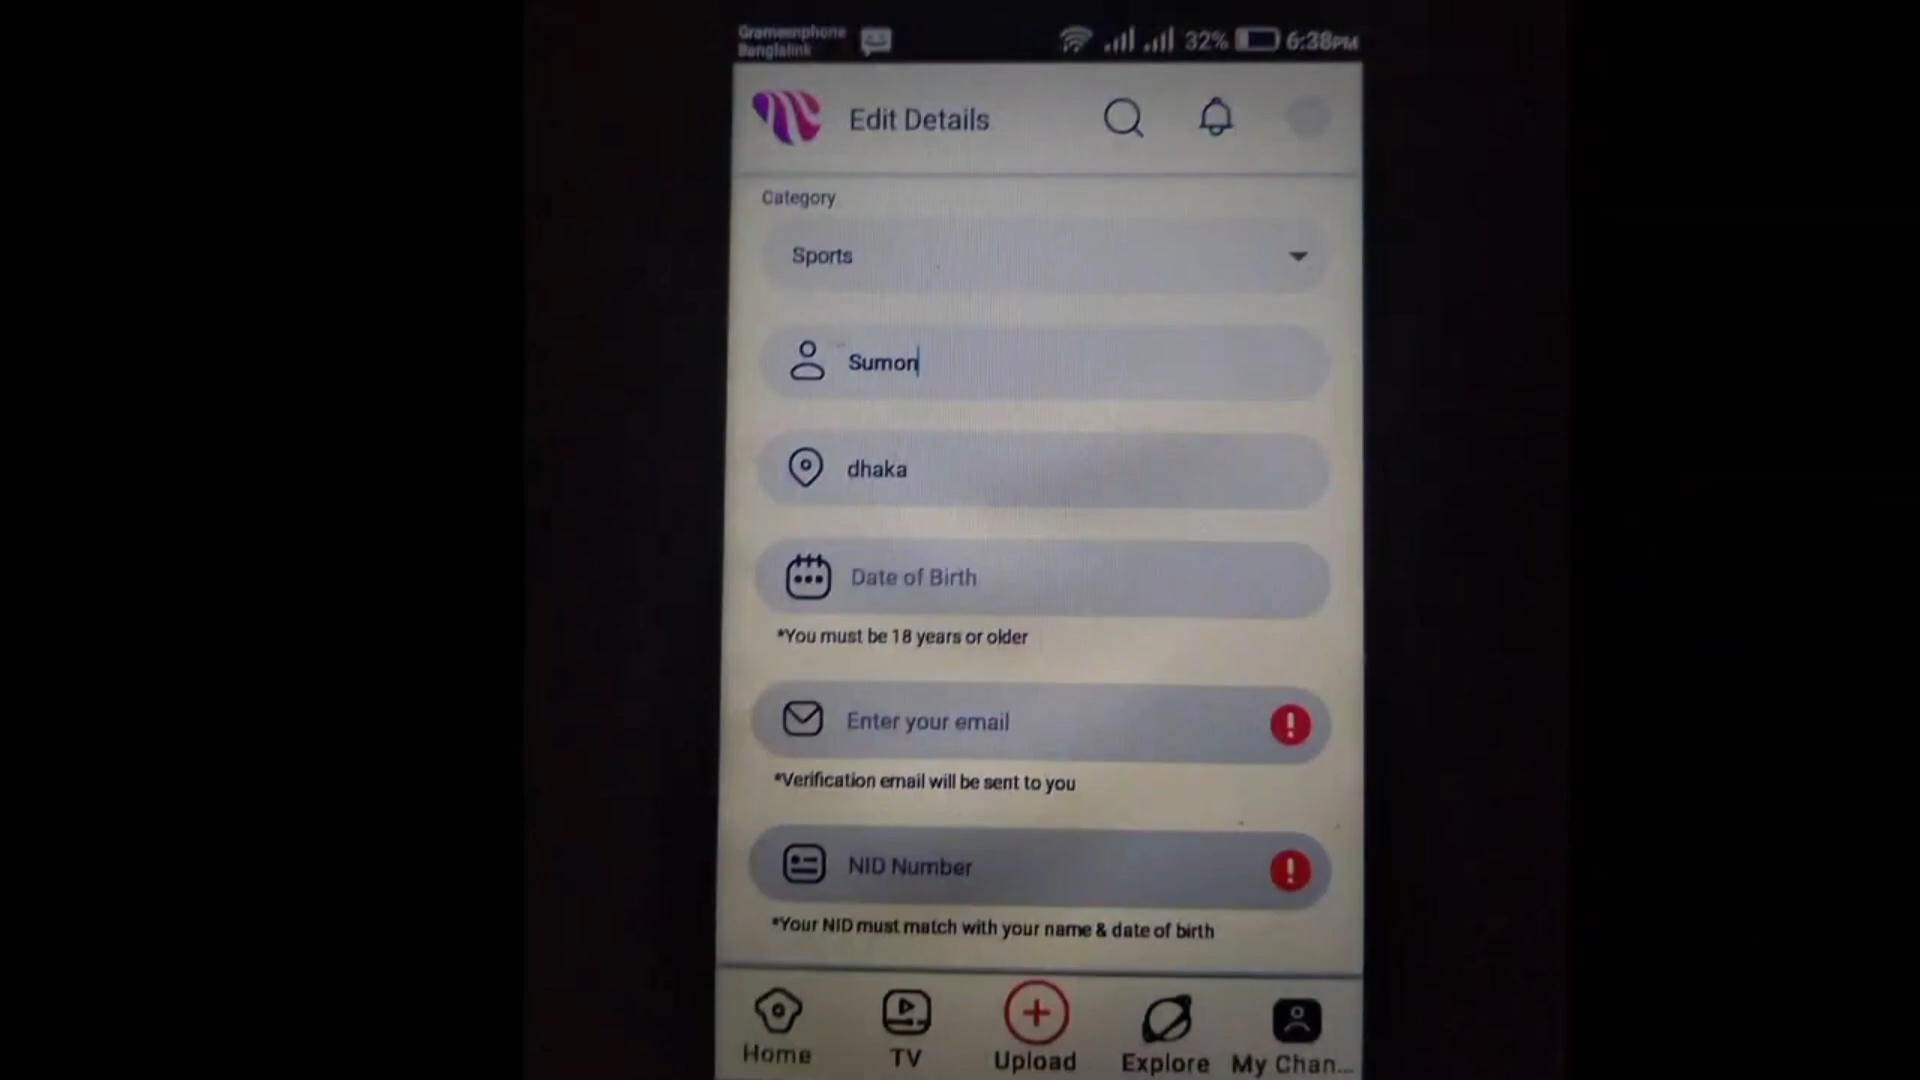 Grameenphone
Banglalink
32% 6:38PM
Edit Details
Category
Sports
Sumon
dhaka
Date of Birth
*You must be 18 years or older
Enter your email
*Verification email will be sent to you
NID Number
*Your NID must match with your name & date of birth
Home TV Upload Explore My Chan...